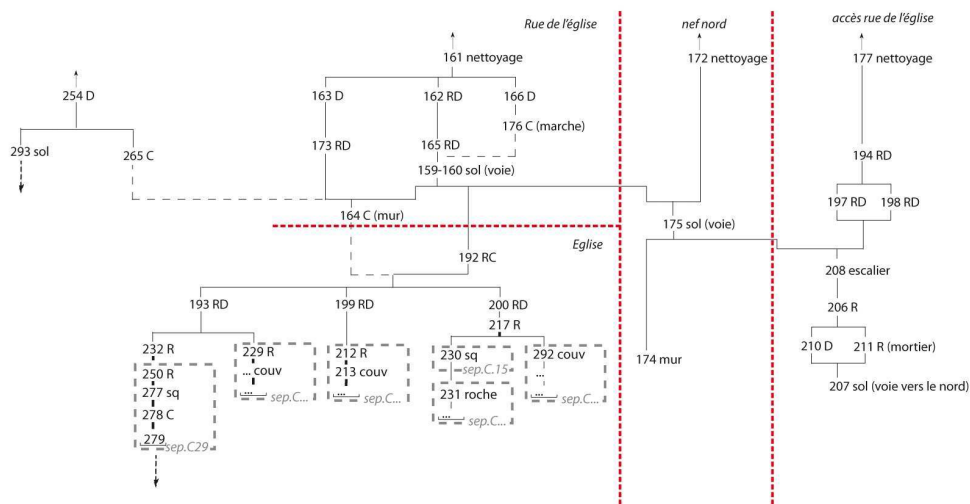 Rue de l'église
nef nord
accès rue de l'église
161 nettoyage
172 nettoyage
177 nettoyage
254 D
163 D
162 RD
166 D
176 C (marche)
293 sol
265 C
173 RD
165 RD
194 RD
159-160 sol (voie)
197 RD
198 RD
164 C (mur)
175 sol (voie)
Eglise
192 RC
208 escalier
193 RD
199 RD
200 RD
206 R
217 R
232 R
229 R
212 R
230 sq
292 couv
174 mur
210 D
211 R (mortier)
250 R
... couv
213 couv
sep.C.15
...
277 sq
...
sep.C...
...
sep.C...
231 roche
...
sep.C...
207 sol (voie vers le nord)
278 C
...
sep.C...
279
sep.C29